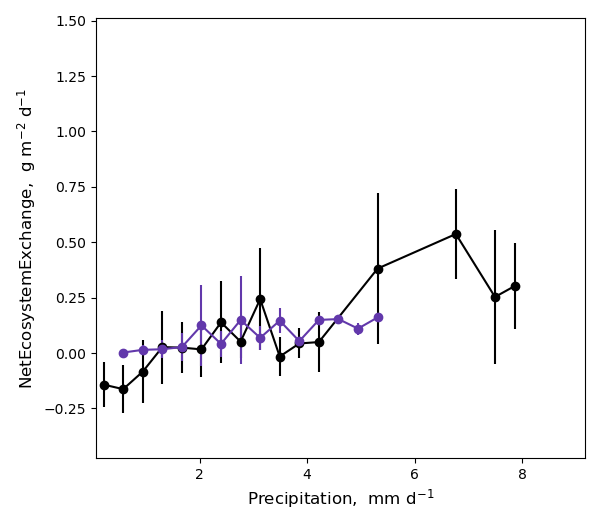 1.50
1.25
1.00
0.75
0.50
0.25
0.00
−0.25
NetEcosystemExchange, g m⁻² d⁻¹
2 4 6 8
Precipitation, mm d⁻¹